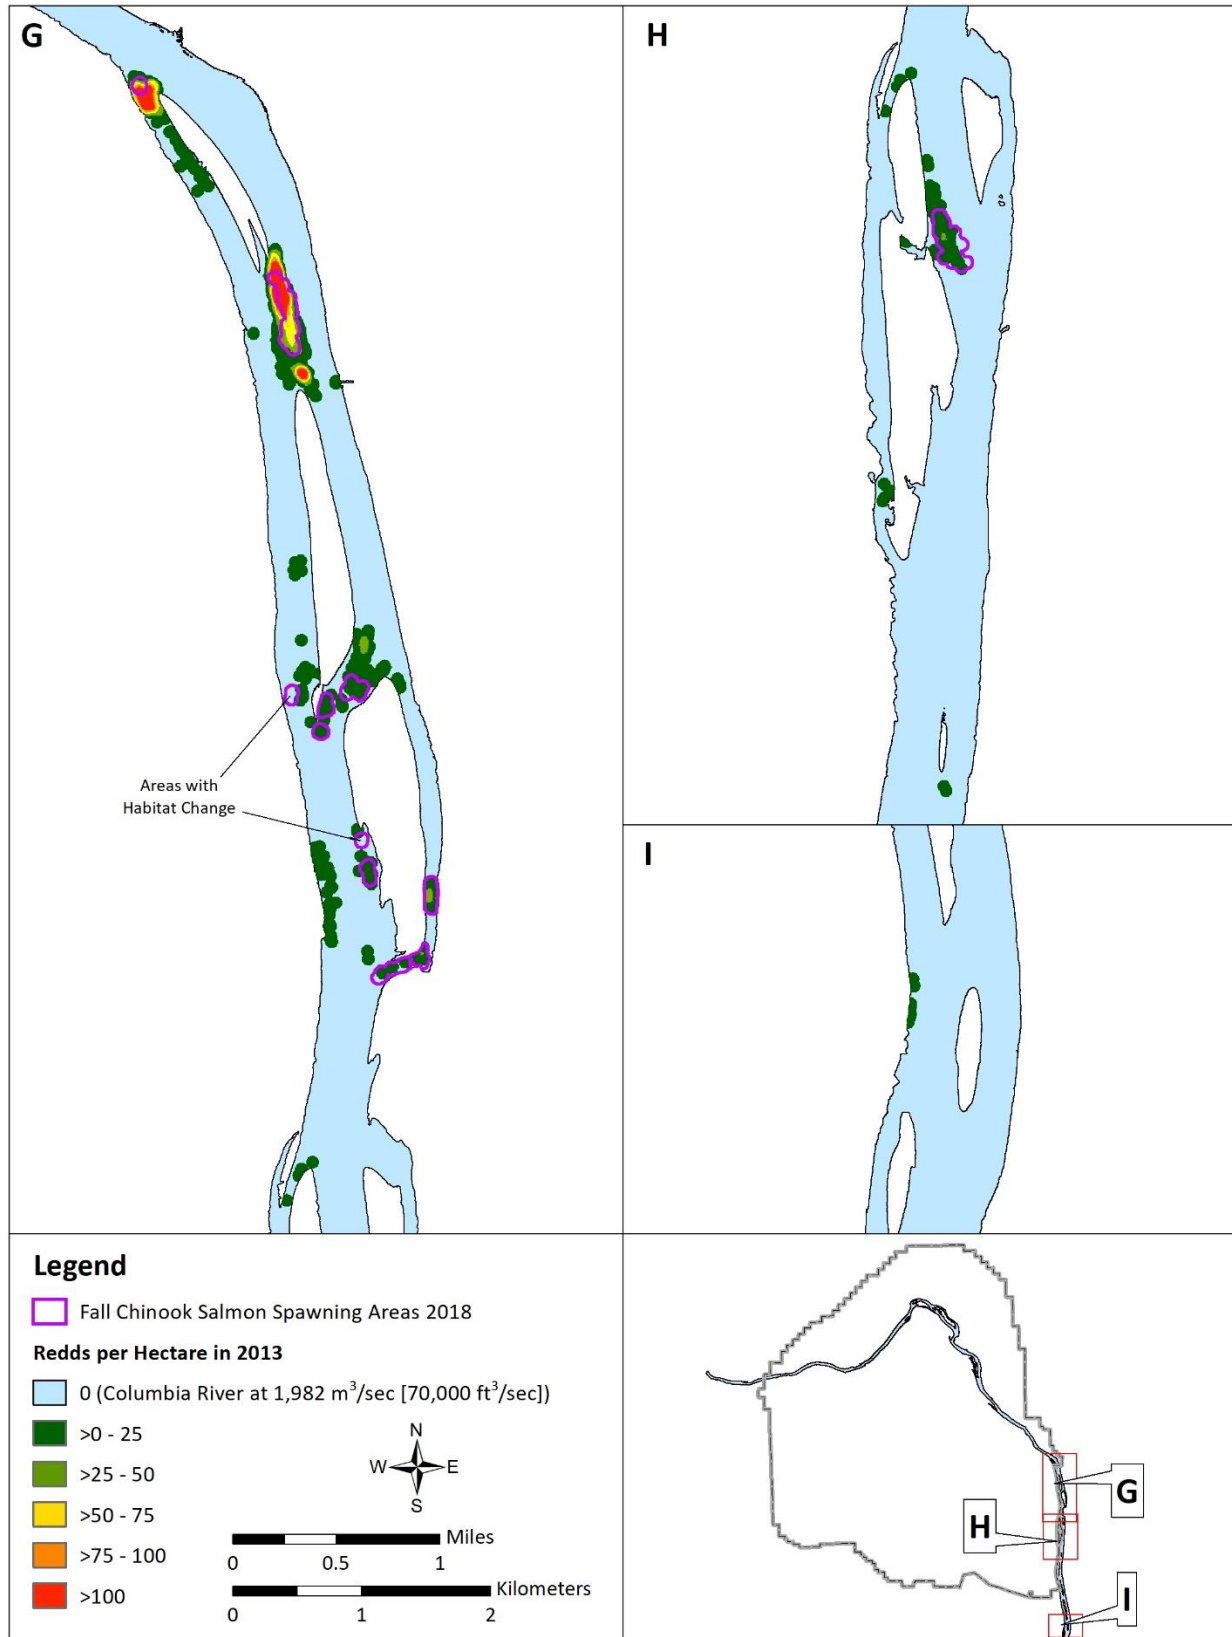 G
H
Areas with
Habitat Change
I
Legend
Fall Chinook Salmon Spawning Areas 2018
Redds per Hectare in 2013
0 (Columbia River at 1,982 m³/sec [70,000 ft³/sec])
>0 - 25
>25 - 50
>50 - 75
>75 - 100
>100
N
W E
S
Miles
0 0.5 1
Kilometers
0 1 2
G
H
I